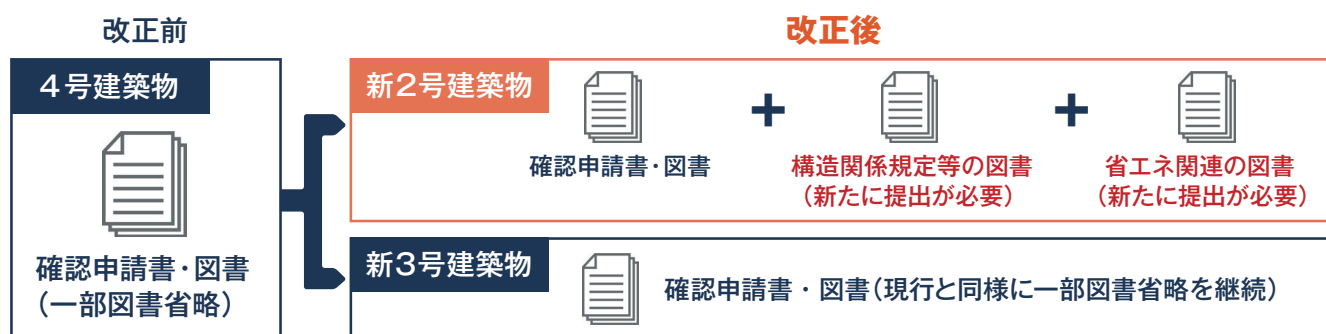 改正前
4号建築物
確認申請書・図書
(一部図書省略)
改正後
新2号建築物
確認申請書・図書
+
構造関係規定等の図書
(新たに提出が必要)
+
省エネ関連の図書
(新たに提出が必要)
新3号建築物
確認申請書・図書(現行と同様に一部図書省略を継続)